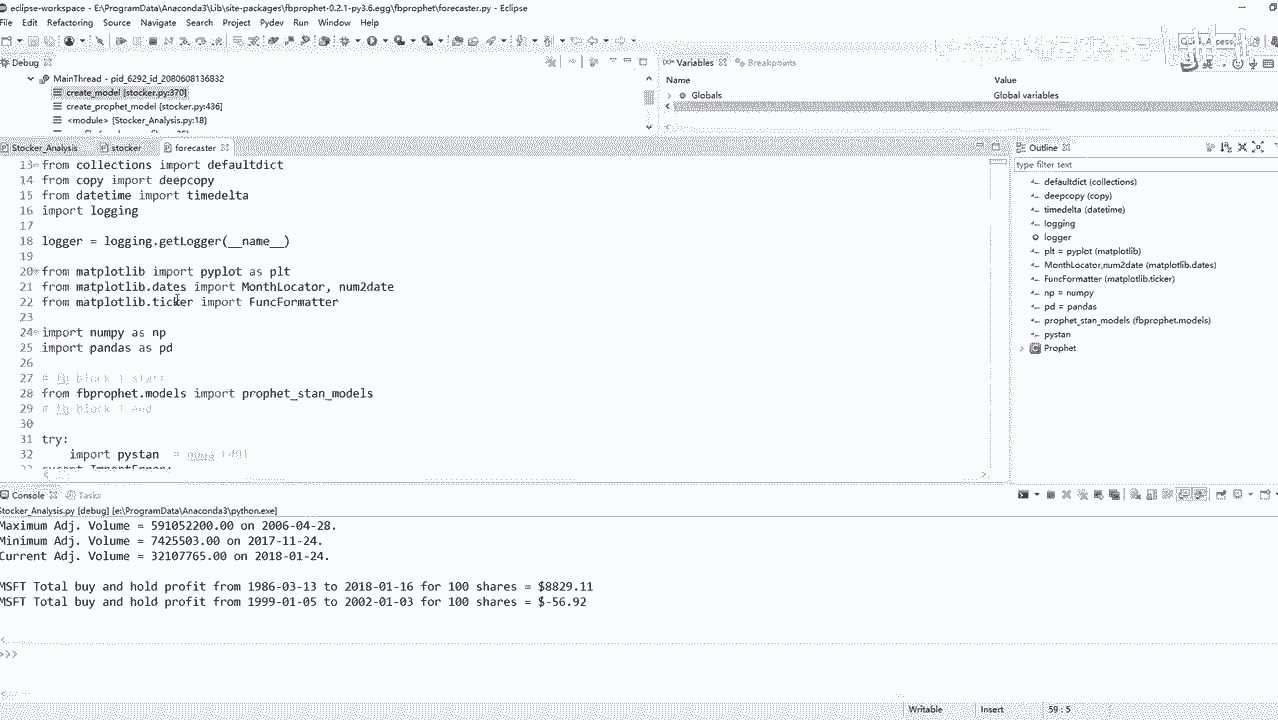 eclipse-workspace - E:\ProgramData\Anaconda3\Lib\site-packages\fbprophet-0.2.1-py3.6.egg\fbprophet\forecaster.py - Eclipse
File Edit Refactoring Source Navigate Search Project Pydev Run Window Help
Debug
MainThread - pid_6292_id_2080608136832
create_model [stocker.py:370]
create_prophet_model [stocker.py:436]
<module> [Stocker_Analysis.py:18]
Variables Breakpoints
Name Value
Globals Global variables
Stocker_Analysis stocker forecaster
13 from collections import defaultdict
14 from copy import deepcopy
15 from datetime import timedelta
16 import logging
17
18 logger = logging.getLogger(__name__)
19
20 from matplotlib import pyplot as plt
21 from matplotlib.dates import MonthLocator, num2date
22 from matplotlib.ticker import FuncFormatter
23
24 import numpy as np
25 import pandas as pd
26
27 # fb block 1 start
28 from fbprophet.models import prophet_stan_models
29 # fb block 1 end
30
31 try:
32 import pystan
Outline
type filter text
defaultdict (collections)
deepcopy (copy)
timedelta (datetime)
logging
logger
plt = pyplot (matplotlib)
MonthLocator,num2date (matplotlib.dates)
FuncFormatter (matplotlib.ticker)
np = numpy
pd = pandas
prophet_stan_models (fbprophet.models)
pystan
Prophet
Console Tasks
Stocker_Analysis.py [debug] [e:\ProgramData\Anaconda3\python.exe]
Maximum Adj. Volume = 591052200.00 on 2006-04-28.
Minimum Adj. Volume = 7425503.00 on 2017-11-24.
Current Adj. Volume = 32107765.00 on 2018-01-24.
MSFT Total buy and hold profit from 1986-03-13 to 2018-01-16 for 100 shares = $8829.11
MSFT Total buy and hold profit from 1999-01-05 to 2002-01-03 for 100 shares = $-56.92
>>>
Writable Insert 59 : 5